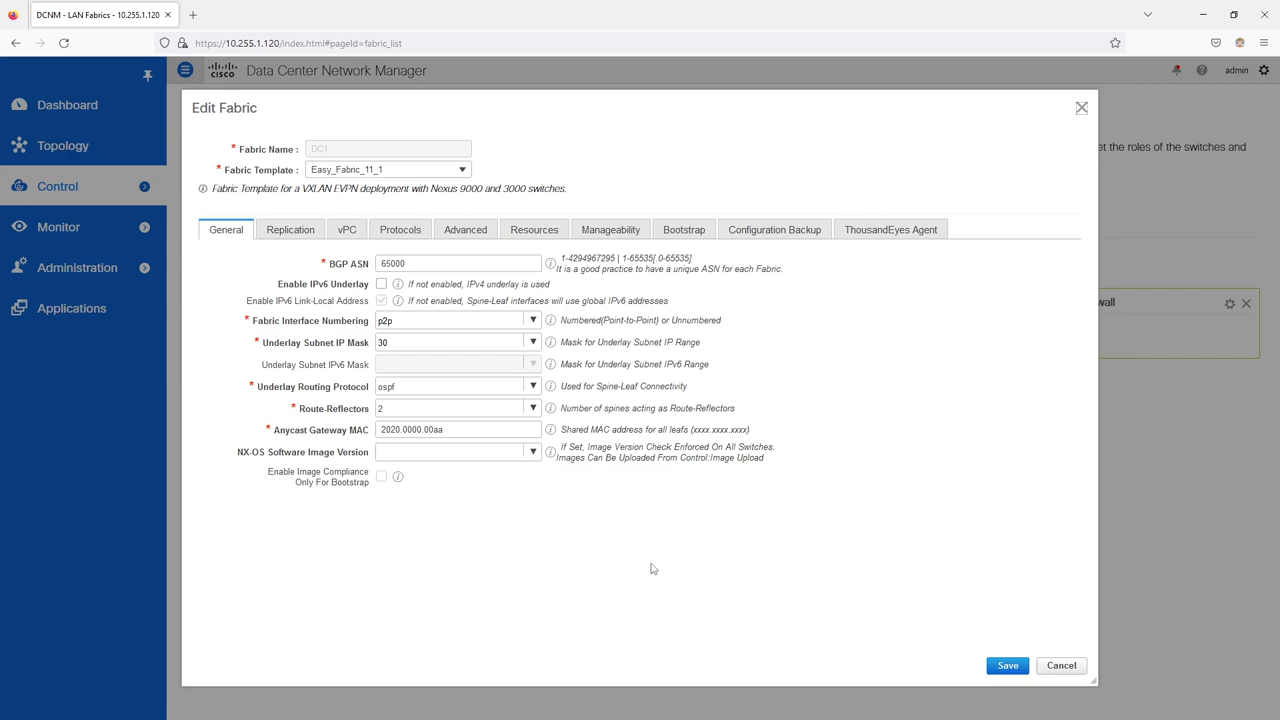 DCNM - LAN Fabrics - 10.255.1.120
https://10.255.1.120/index.html#pageId=fabric_list
CISCO
Data Center Network Manager
admin
Dashboard
Topology
Control
Monitor
Administration
Applications
Edit Fabric
et the roles of the switches and
wall
* Fabric Name :
DC1
* Fabric Template :
Easy_Fabric_11_1
Fabric Template for a VXLAN EVPN deployment with Nexus 9000 and 3000 switches.
General
Replication
vPC
Protocols
Advanced
Resources
Manageability
Bootstrap
Configuration Backup
ThousandEyes Agent
* BGP ASN
65000
1-4294967295 | 1-65535[.0-65535]
It is a good practice to have a unique ASN for each Fabric.
Enable IPv6 Underlay
If not enabled, IPv4 underlay is used
Enable IPv6 Link-Local Address
If not enabled, Spine-Leaf interfaces will use global IPv6 addresses
* Fabric Interface Numbering
p2p
Numbered(Point-to-Point) or Unnumbered
* Underlay Subnet IP Mask
30
Mask for Underlay Subnet IP Range
Underlay Subnet IPv6 Mask
Mask for Underlay Subnet IPv6 Range
* Underlay Routing Protocol
ospf
Used for Spine-Leaf Connectivity
* Route-Reflectors
2
Number of spines acting as Route-Reflectors
* Anycast Gateway MAC
2020.0000.00aa
Shared MAC address for all leafs (xxxx.xxxx.xxxx)
NX-OS Software Image Version
If Set, Image Version Check Enforced On All Switches.
Images Can Be Uploaded From Control:Image Upload
Enable Image Compliance
Only For Bootstrap
Save
Cancel